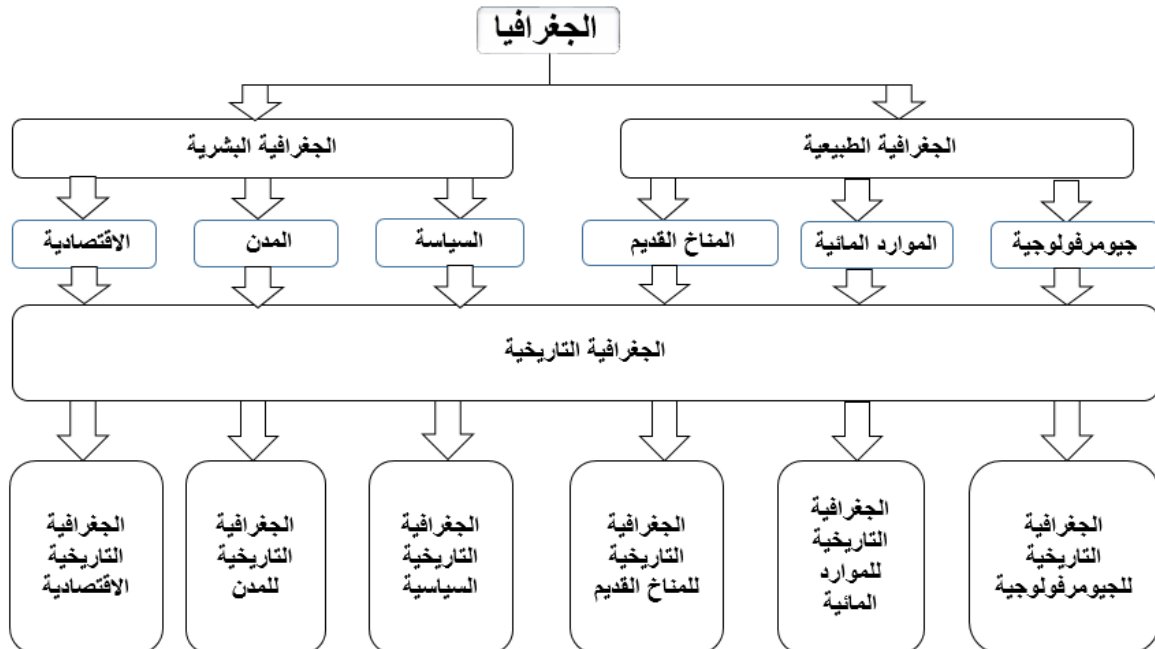 الجغرافيا
الجغرافية الطبيعية
الجغرافية البشرية
جيومرفولوجية
الموارد المائية
المناخ القديم
السياسة
المدن
الاقتصادية
الجغرافية التاريخية
الجغرافية
التاريخية
للجيومرفولوجية
الجغرافية
التاريخية
للموارد
المائية
الجغرافية
التاريخية
للمناخ القديم
الجغرافية
التاريخية
السياسية
الجغرافية
التاريخية
للمدن
الجغرافية
التاريخية
الاقتصادية